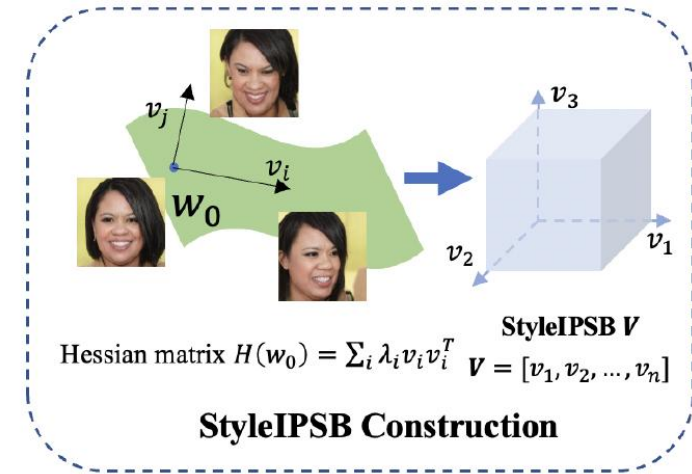 v_j
v_i
w_0
v_3
v_1
v_2
StyleIPSB V
Hessian matrix H(w_0) = ∑_i λ_i v_i v_i^T
V = [v_1, v_2, ..., v_n]
StyleIPSB Construction